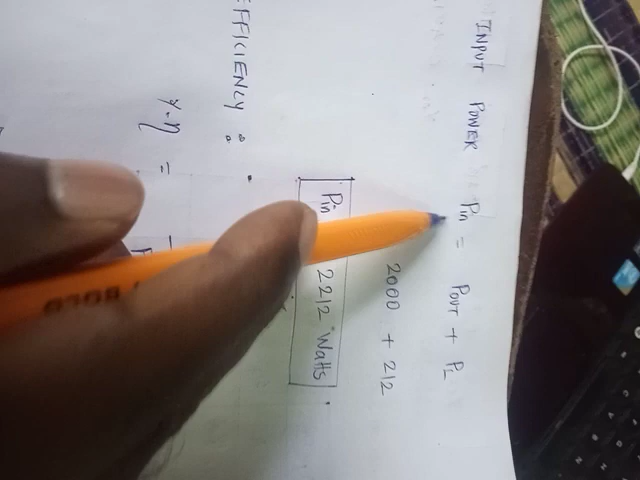 INPUT POWER Pin = POUT + PL
2000 + 212
Pin 2212 Watts
EFFICIENCY :
%η =